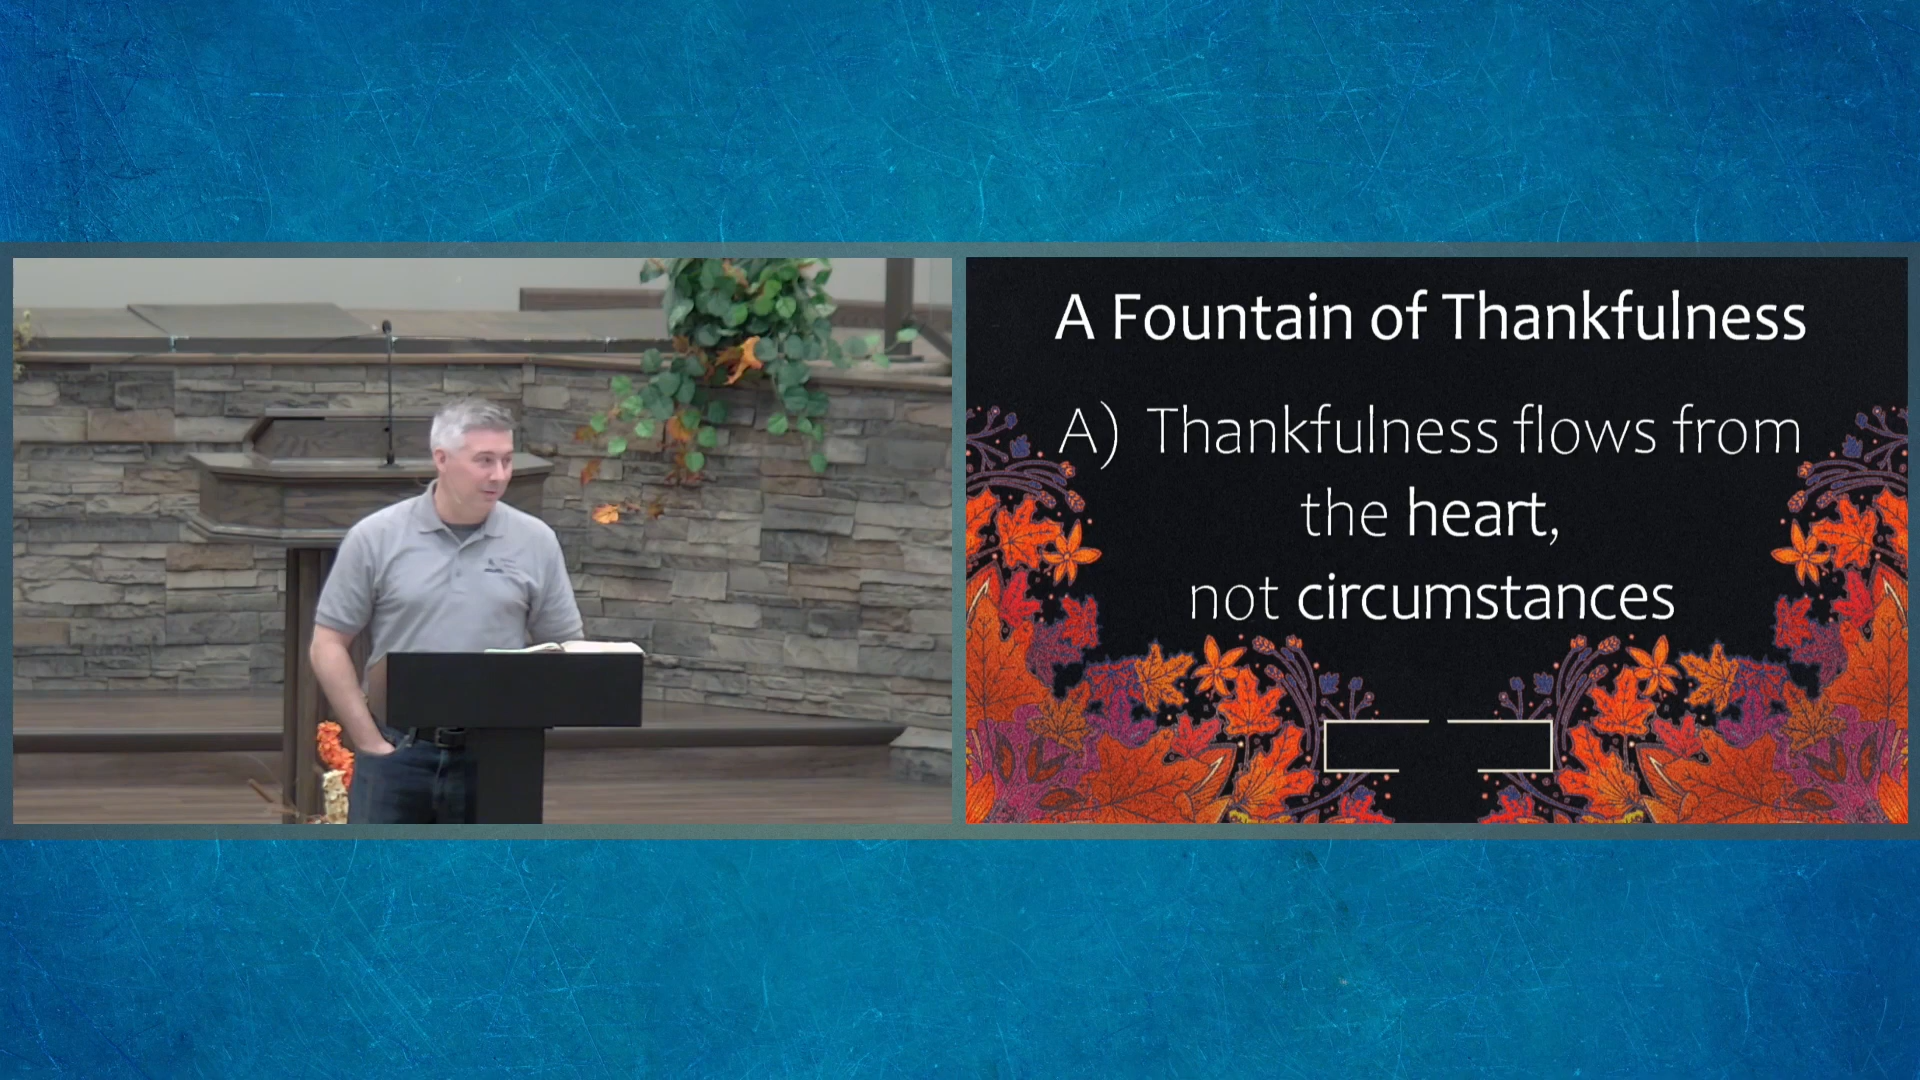 A Fountain of Thankfulness
A) Thankfulness flows from
the heart,
not circumstances